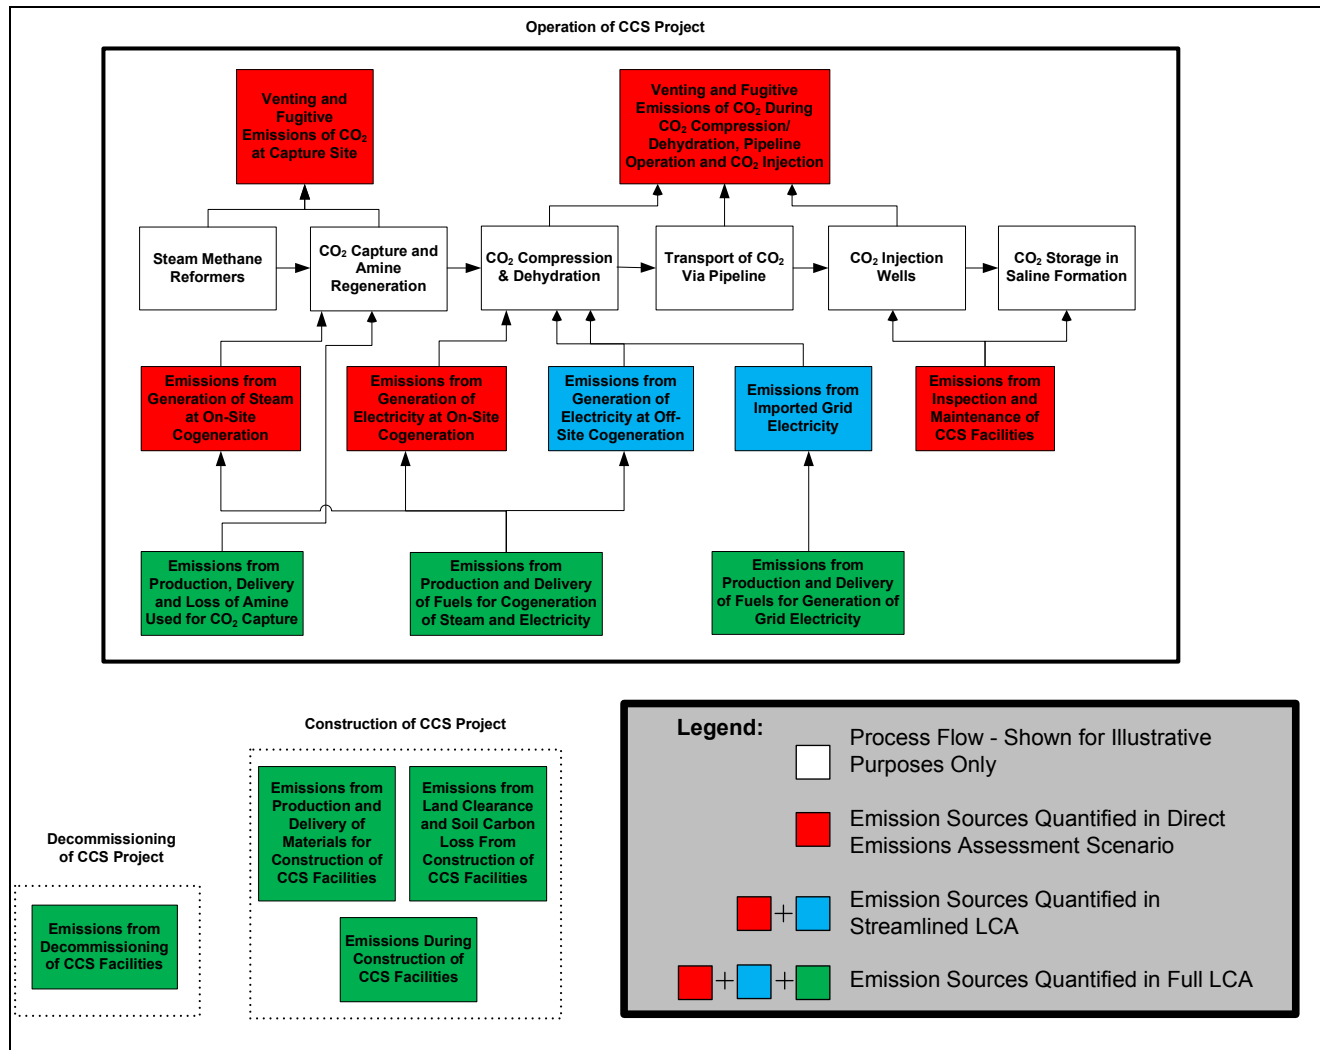 Operation of CCS Project
Venting and
Fugitive
Emissions of CO₂
at Capture Site
Venting and Fugitive
Emissions of CO₂ During
CO₂ Compression/
Dehydration, Pipeline
Operation and CO₂ Injection
Steam Methane
Reformers
CO₂ Capture and
Amine
Regeneration
CO₂ Compression
& Dehydration
Transport of CO₂
Via Pipeline
CO₂ Injection
Wells
CO₂ Storage in
Saline Formation
Emissions from
Generation of Steam
at On-Site
Cogeneration
Emissions from
Generation of
Electricity at On-Site
Cogeneration
Emissions from
Generation of
Electricity at Off-
Site Cogeneration
Emissions from
Imported Grid
Electricity
Emissions from
Inspection and
Maintenance of
CCS Facilities
Emissions from
Production, Delivery
and Loss of Amine
Used for CO₂ Capture
Emissions from
Production and Delivery
of Fuels for Cogeneration
of Steam and Electricity
Emissions from
Production and Delivery
of Fuels for Generation of
Grid Electricity
Construction of CCS Project
Emissions from
Production and
Delivery of
Materials for
Construction of
CCS Facilities
Emissions from
Land Clearance
and Soil Carbon
Loss From
Construction of
CCS Facilities
Emissions During
Construction of
CCS Facilities
Decommissioning
of CCS Project
Emissions from
Decommissioning
of CCS Facilities
Legend:
Process Flow - Shown for Illustrative
Purposes Only
Emission Sources Quantified in Direct
Emissions Assessment Scenario
+
Emission Sources Quantified in
Streamlined LCA
+ +
Emission Sources Quantified in Full LCA